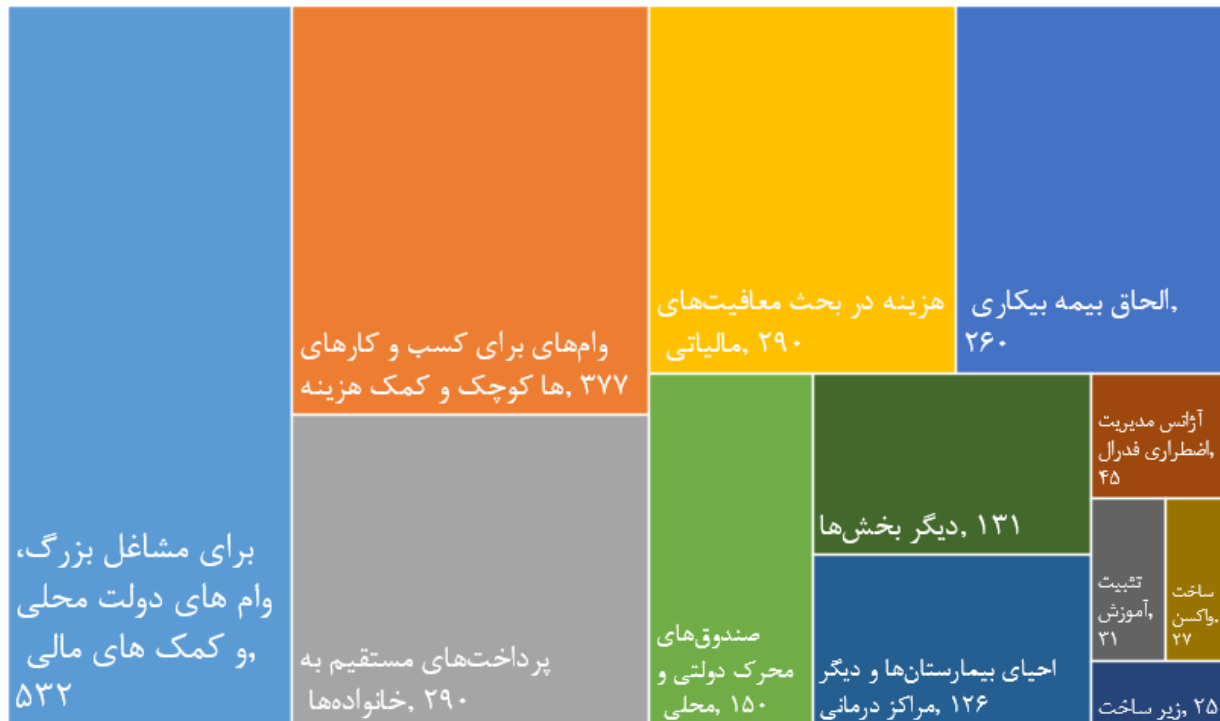 برای مشاغل بزرگ،
وام های دولت محلی
و کمک های مالی,
۵۳۲
وام‌های برای کسب و کارهای
ها کوچک و کمک هزینه, ۳۷۷
پرداخت‌های مستقیم به
خانواده‌ها, ۲۹۰
هزینه در بحث معافیت‌های
مالیاتی, ۲۹۰
الحاق بیمه بیکاری,
۲۶۰
صندوق‌های
محرک دولتی و
محلی, ۱۵۰
دیگر بخش‌ها, ۱۳۱
احیای بیمارستان‌ها و دیگر
مراکز درمانی, ۱۲۶
آژانس مدیریت
اضطراری فدرال,
۴۵
تثبیت
آموزش,
۳۱
ساخت
واکسن,
۲۷
زیر ساخت, ۲۵